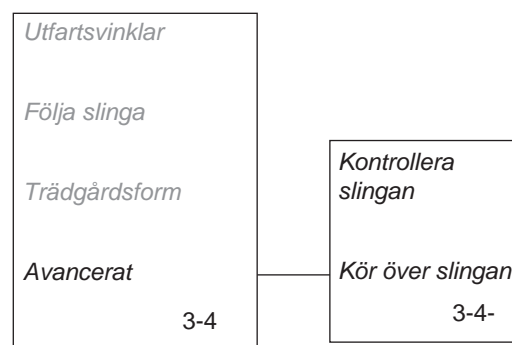 Utfartsvinklar
Följa slinga
Trädgårdsform
Avancerat
3-4
Kontrollera
slingan
Kör över slingan
3-4-